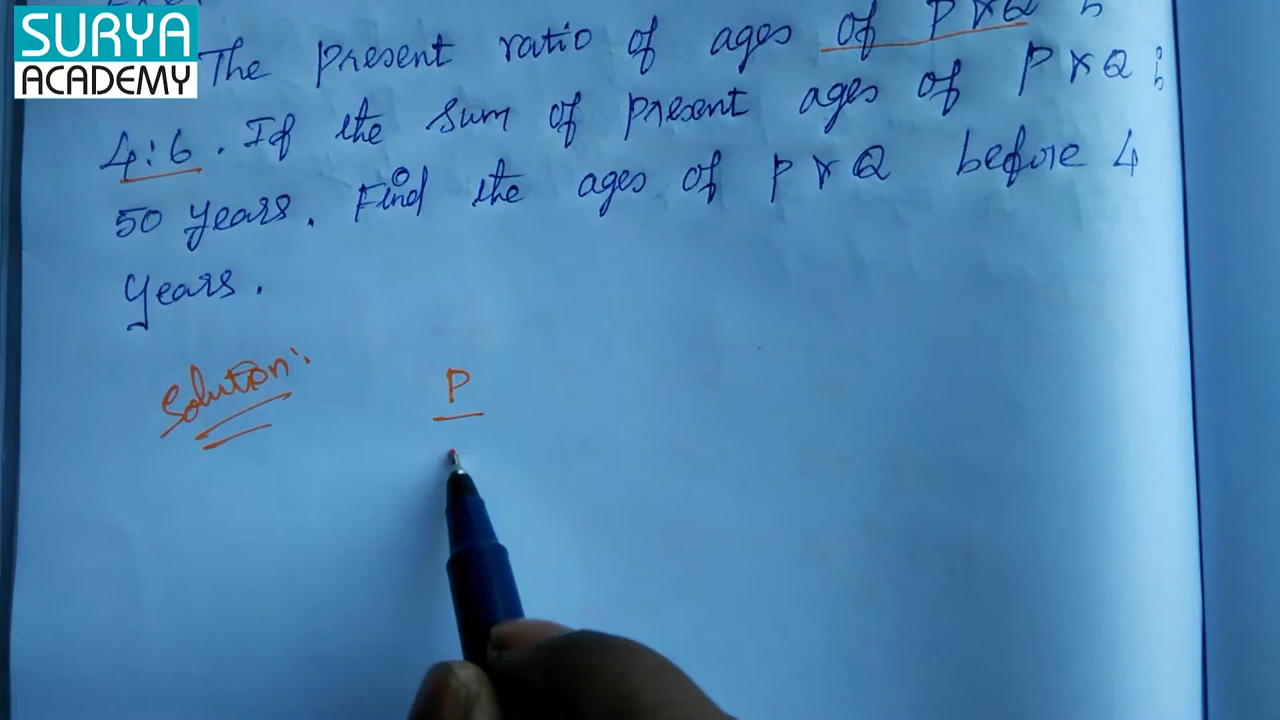 SURYA
ACADEMY
The present ratio of ages of P & Q is
4:6. If the sum of present ages of P & Q is
50 years. Find the ages of P & Q before 4
years.
Solution:
P